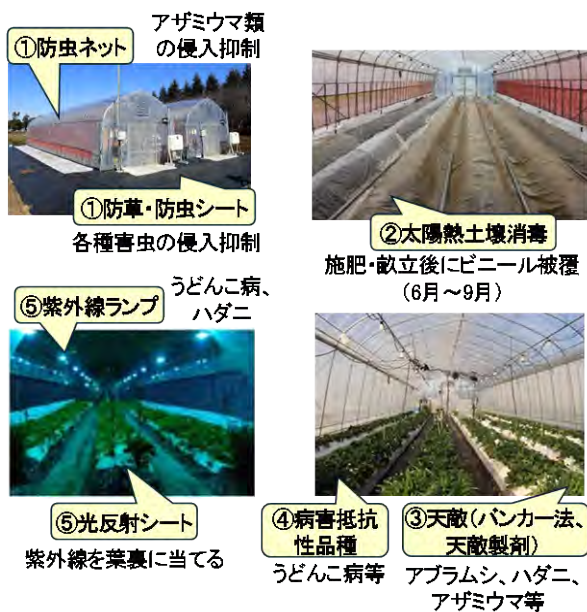 ①防虫ネット
アザミウマ類
の侵入抑制
①防草・防虫シート
各種害虫の侵入抑制
②太陽熱土壌消毒
施肥・畝立後にビニール被覆
（6月～9月）
⑤紫外線ランプ
うどんこ病、
ハダニ
⑤光反射シート
紫外線を葉裏に当てる
④病害抵抗
性品種
うどんこ病等
③天敵（バンカー法、
天敵製剤）
アブラムシ、ハダニ、
アザミウマ等